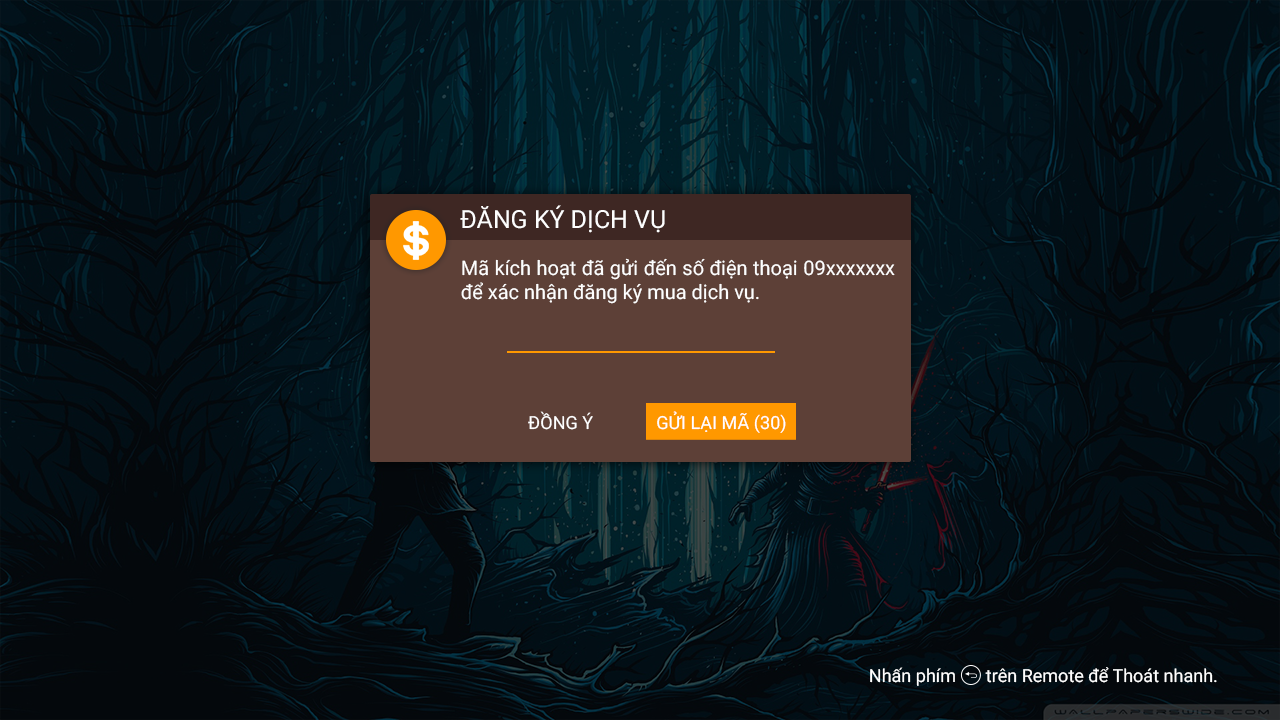 ĐĂNG KÝ DỊCH VỤ
Mã kích hoạt đã gửi đến số điện thoại 09xxxxxxx
để xác nhận đăng ký mua dịch vụ.
ĐỒNG Ý
GỬI LẠI MÃ (30)
Nhấn phím trên Remote để Thoát nhanh.
WALLPAPERSWIDE.COM